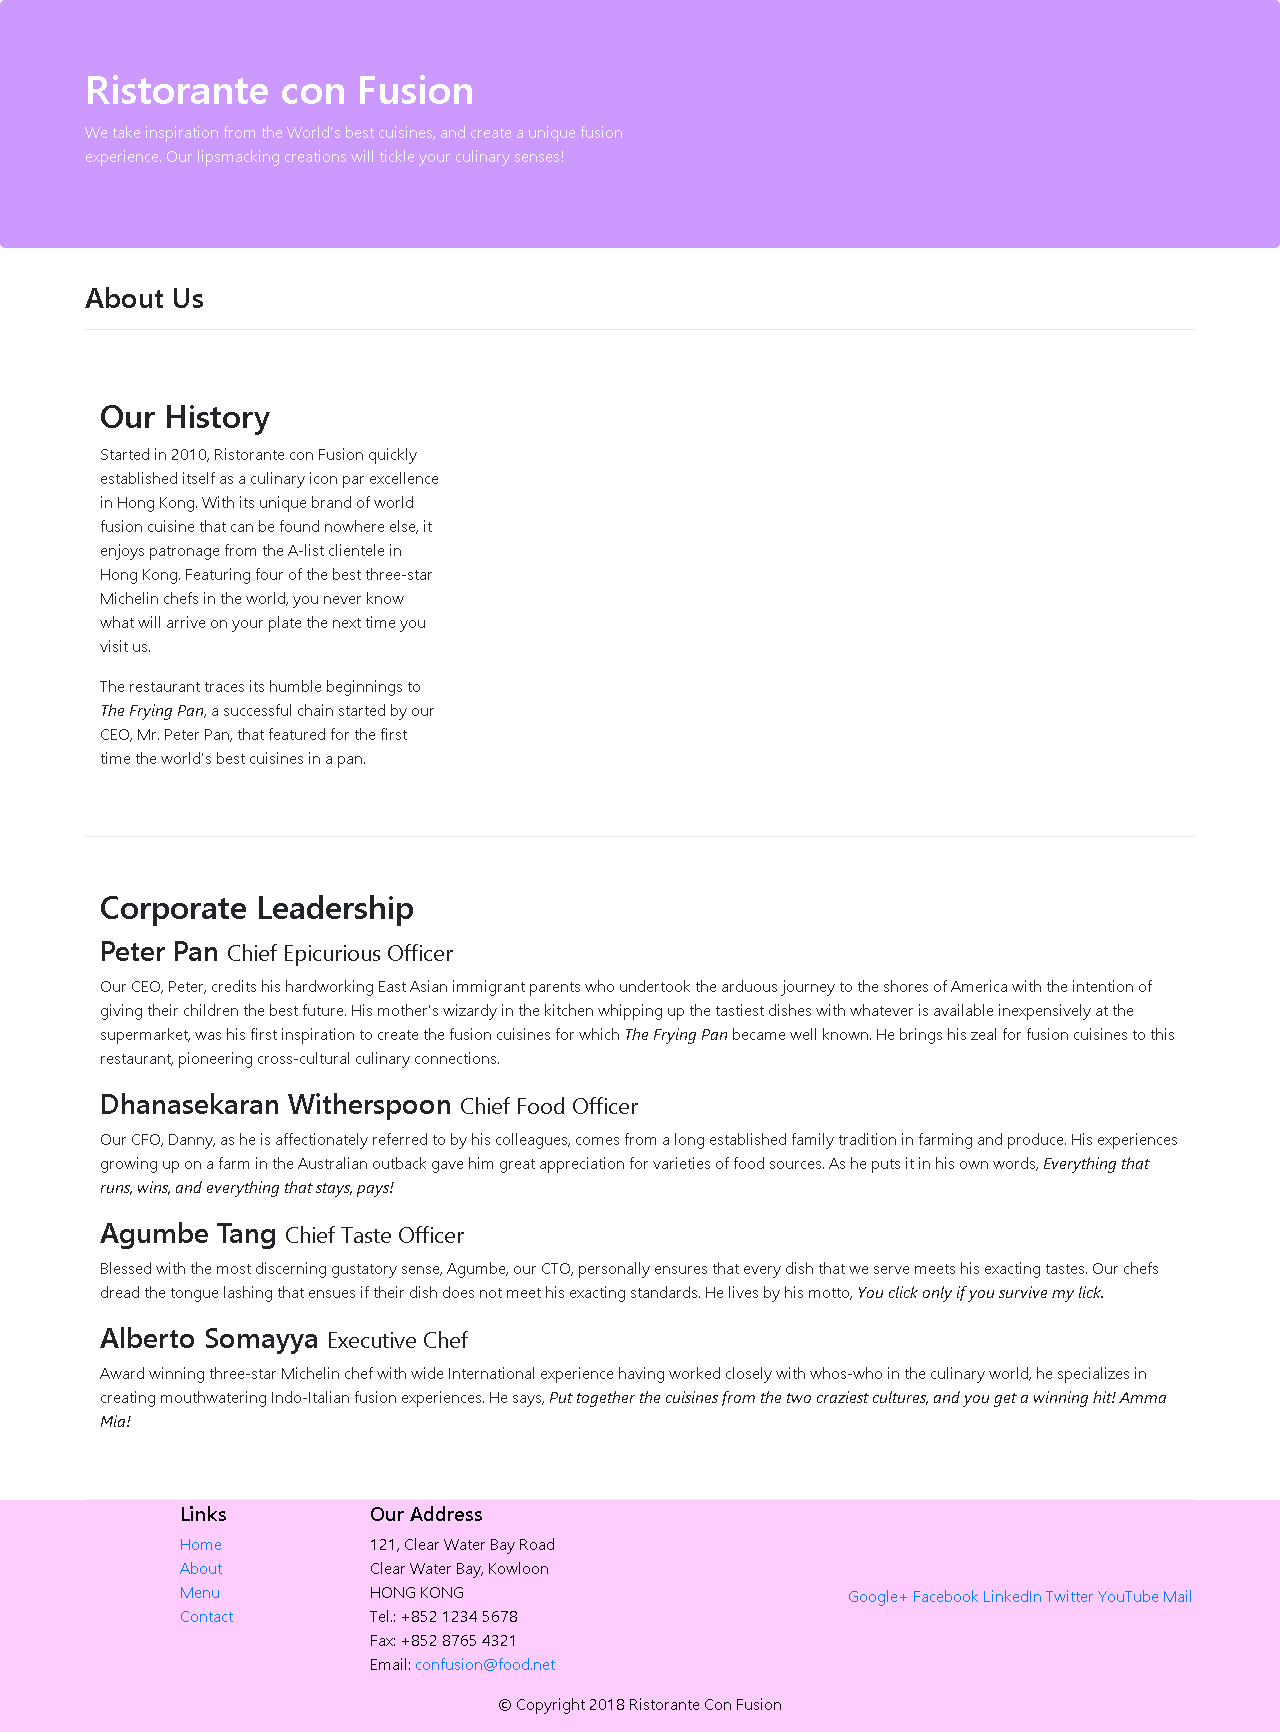 Ristorante con Fusion
We take inspiration from the World's best cuisines, and create a unique fusion
experience. Our lipsmacking creations will tickle your culinary senses!
About Us
Our History
Started in 2010, Ristorante con Fusion quickly
established itself as a culinary icon par excellence
in Hong Kong. With its unique brand of world
fusion cuisine that can be found nowhere else, it
enjoys patronage from the A-list clientele in
Hong Kong. Featuring four of the best three-star
Michelin chefs in the world, you never know
what will arrive on your plate the next time you
visit us.
The restaurant traces its humble beginnings to
The Frying Pan, a successful chain started by our
CEO, Mr. Peter Pan, that featured for the first
time the world's best cuisines in a pan.
Corporate Leadership
Peter Pan Chief Epicurious Officer
Our CEO, Peter, credits his hardworking East Asian immigrant parents who undertook the arduous journey to the shores of America with the intention of
giving their children the best future. His mother's wizardy in the kitchen whipping up the tastiest dishes with whatever is available inexpensively at the
supermarket, was his first inspiration to create the fusion cuisines for which The Frying Pan became well known. He brings his zeal for fusion cuisines to this
restaurant, pioneering cross-cultural culinary connections.
Dhanasekaran Witherspoon Chief Food Officer
Our CFO, Danny, as he is affectionately referred to by his colleagues, comes from a long established family tradition in farming and produce. His experiences
growing up on a farm in the Australian outback gave him great appreciation for varieties of food sources. As he puts it in his own words, Everything that
runs, wins, and everything that stays, pays!
Agumbe Tang Chief Taste Officer
Blessed with the most discerning gustatory sense, Agumbe, our CTO, personally ensures that every dish that we serve meets his exacting tastes. Our chefs
dread the tongue lashing that ensues if their dish does not meet his exacting standards. He lives by his motto, You click only if you survive my lick.
Alberto Somayya Executive Chef
Award winning three-star Michelin chef with wide International experience having worked closely with whos-who in the culinary world, he specializes in
creating mouthwatering Indo-Italian fusion experiences. He says, Put together the cuisines from the two craziest cultures, and you get a winning hit! Amma
Mia!
Links
Home
About
Menu
Contact
Our Address
121, Clear Water Bay Road
Clear Water Bay, Kowloon
HONG KONG
Tel.: +852 1234 5678
Fax: +852 8765 4321
Email: confusion@food.net
Google+ Facebook LinkedIn Twitter YouTube Mail
© Copyright 2018 Ristorante Con Fusion